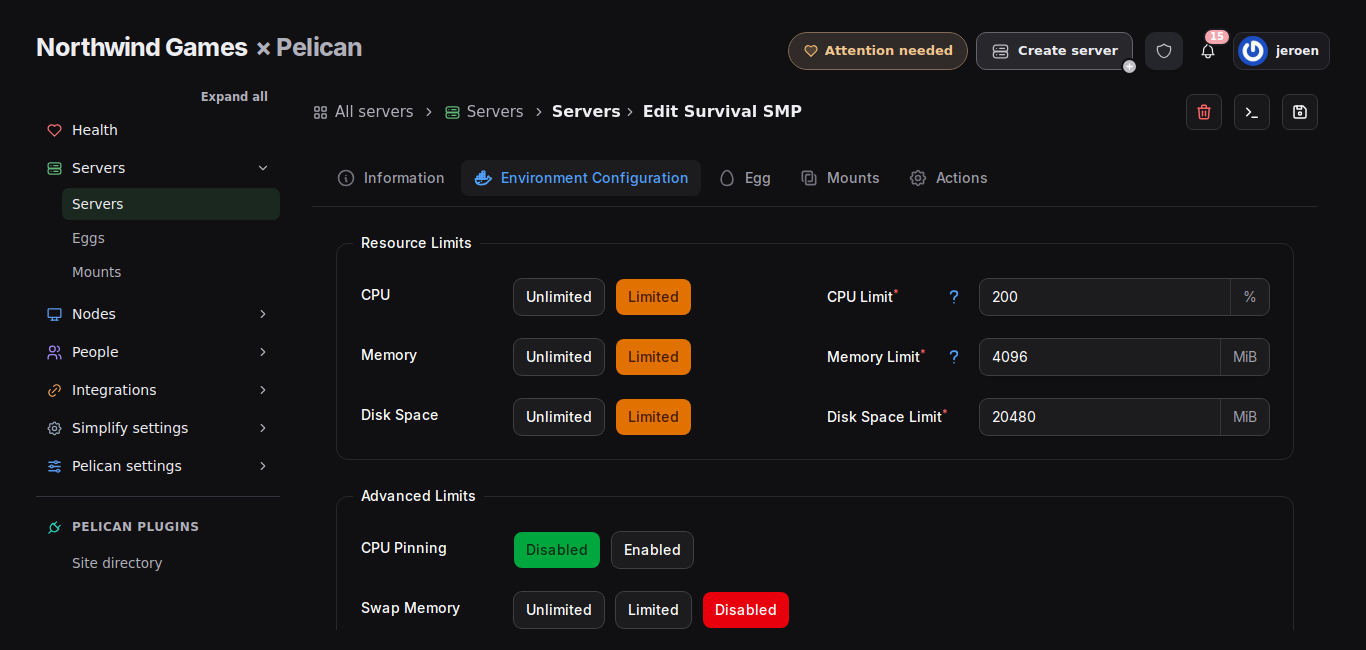 Northwind Games × Pelican
Attention needed
Create server
15
jeroen
Expand all
Health
Servers
Servers
Eggs
Mounts
Nodes
People
Integrations
Simplify settings
Pelican settings
PELICAN PLUGINS
Site directory
All servers > Servers > Servers > Edit Survival SMP
Information Environment Configuration Egg Mounts Actions
Resource Limits
CPU Unlimited Limited CPU Limit* ? 200 %
Memory Unlimited Limited Memory Limit* ? 4096 MiB
Disk Space Unlimited Limited Disk Space Limit* 20480 MiB
Advanced Limits
CPU Pinning Disabled Enabled
Swap Memory Unlimited Limited Disabled